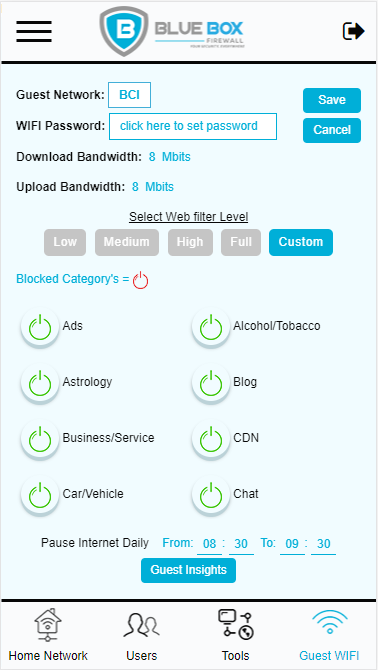 BLUE BOX
FIREWALL
YOUR SECURITY, EVERYWHERE
Guest Network: BCI
Save
WIFI Password: click here to set password
Cancel
Download Bandwidth: 8 Mbits
Upload Bandwidth: 8 Mbits
Select Web filter Level
Low Medium High Full Custom
Blocked Category's =
Ads Alcohol/Tobacco
Astrology Blog
Business/Service CDN
Car/Vehicle Chat
Pause Internet Daily From: 08 : 30 To: 09 : 30
Guest Insights
Home Network Users Tools Guest WIFI